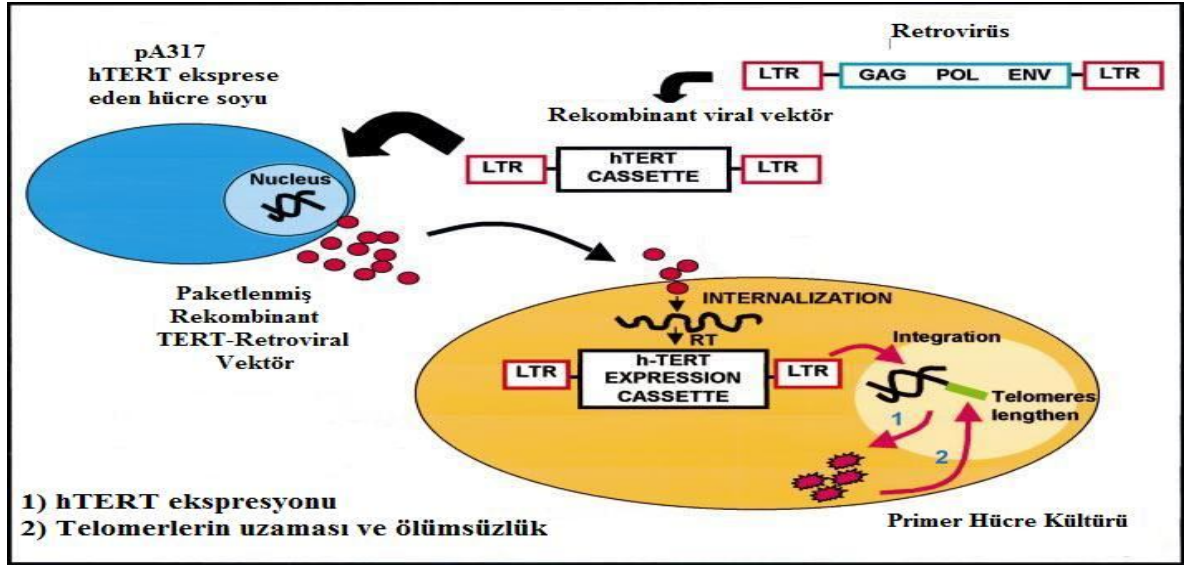 pA317
hTERT eksprese
eden hücre soyu
Retrovirüs
LTR GAG POL ENV LTR
Rekombinant viral vektör
LTR hTERT CASSETTE LTR
Nucleus
Paketlenmiş
Rekombinant
TERT-Retroviral
Vektör
INTERNALIZATION
RT
LTR h-TERT EXPRESSION CASSETTE LTR
Integration
Telomeres
lengthen
1
2
1) hTERT ekspresyonu
2) Telomerlerin uzaması ve ölümsüzlük
Primer Hücre Kültürü